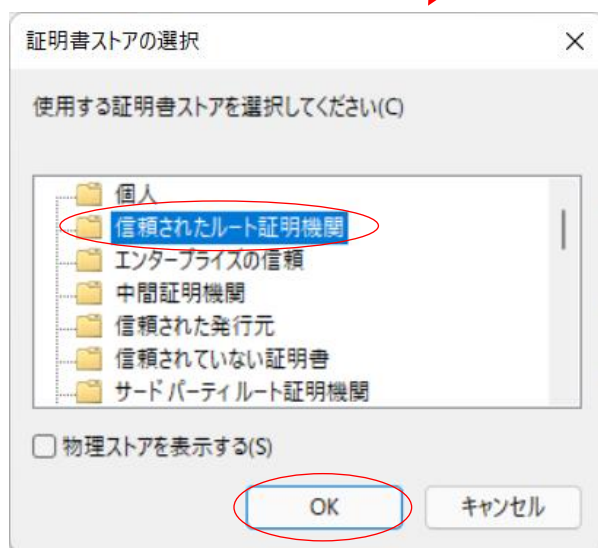 証明書ストアの選択
使用する証明書ストアを選択してください(C)
個人
信頼されたルート証明機関
エンタープライズの信頼
中間証明機関
信頼された発行元
信頼されていない証明書
サード パーティ ルート証明機関
物理ストアを表示する(S)
OK キャンセル